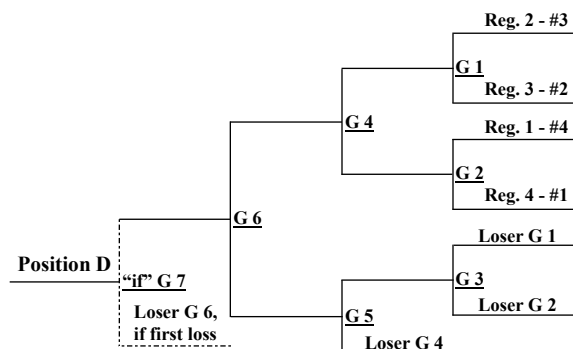 Reg. 2 - #3
G 1
Reg. 3 - #2
G 4
Reg. 1 - #4
G 2
Reg. 4 - #1
G 6
Loser G 1
Position D
“if” G 7
G 3
Loser G 6,
if first loss
Loser G 2
G 5
Loser G 4